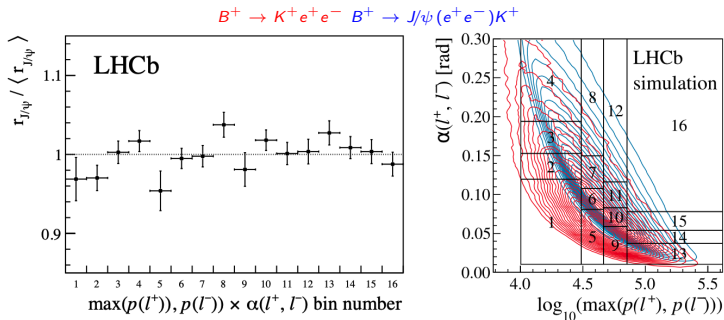 B⁺ → K⁺e⁺e⁻ B⁺ → J/ψ(e⁺e⁻)K⁺
LHCb
r_J/ψ / ⟨ r_J/ψ ⟩
1.1
1
0.9
1 2 3 4 5 6 7 8 9 10 11 12 13 14 15 16
max(p(l⁺)), p(l⁻)) × α(l⁺, l⁻) bin number
LHCb
simulation
α(l⁺, l⁻) [rad]
0.30
0.25
0.20
0.15
0.10
0.05
0.00
4 8 12 16
3
2 7
1 6 11
5 10 15
9 14
13
4.0 4.5 5.0 5.5
log₁₀(max(p(l⁺), p(l⁻)))